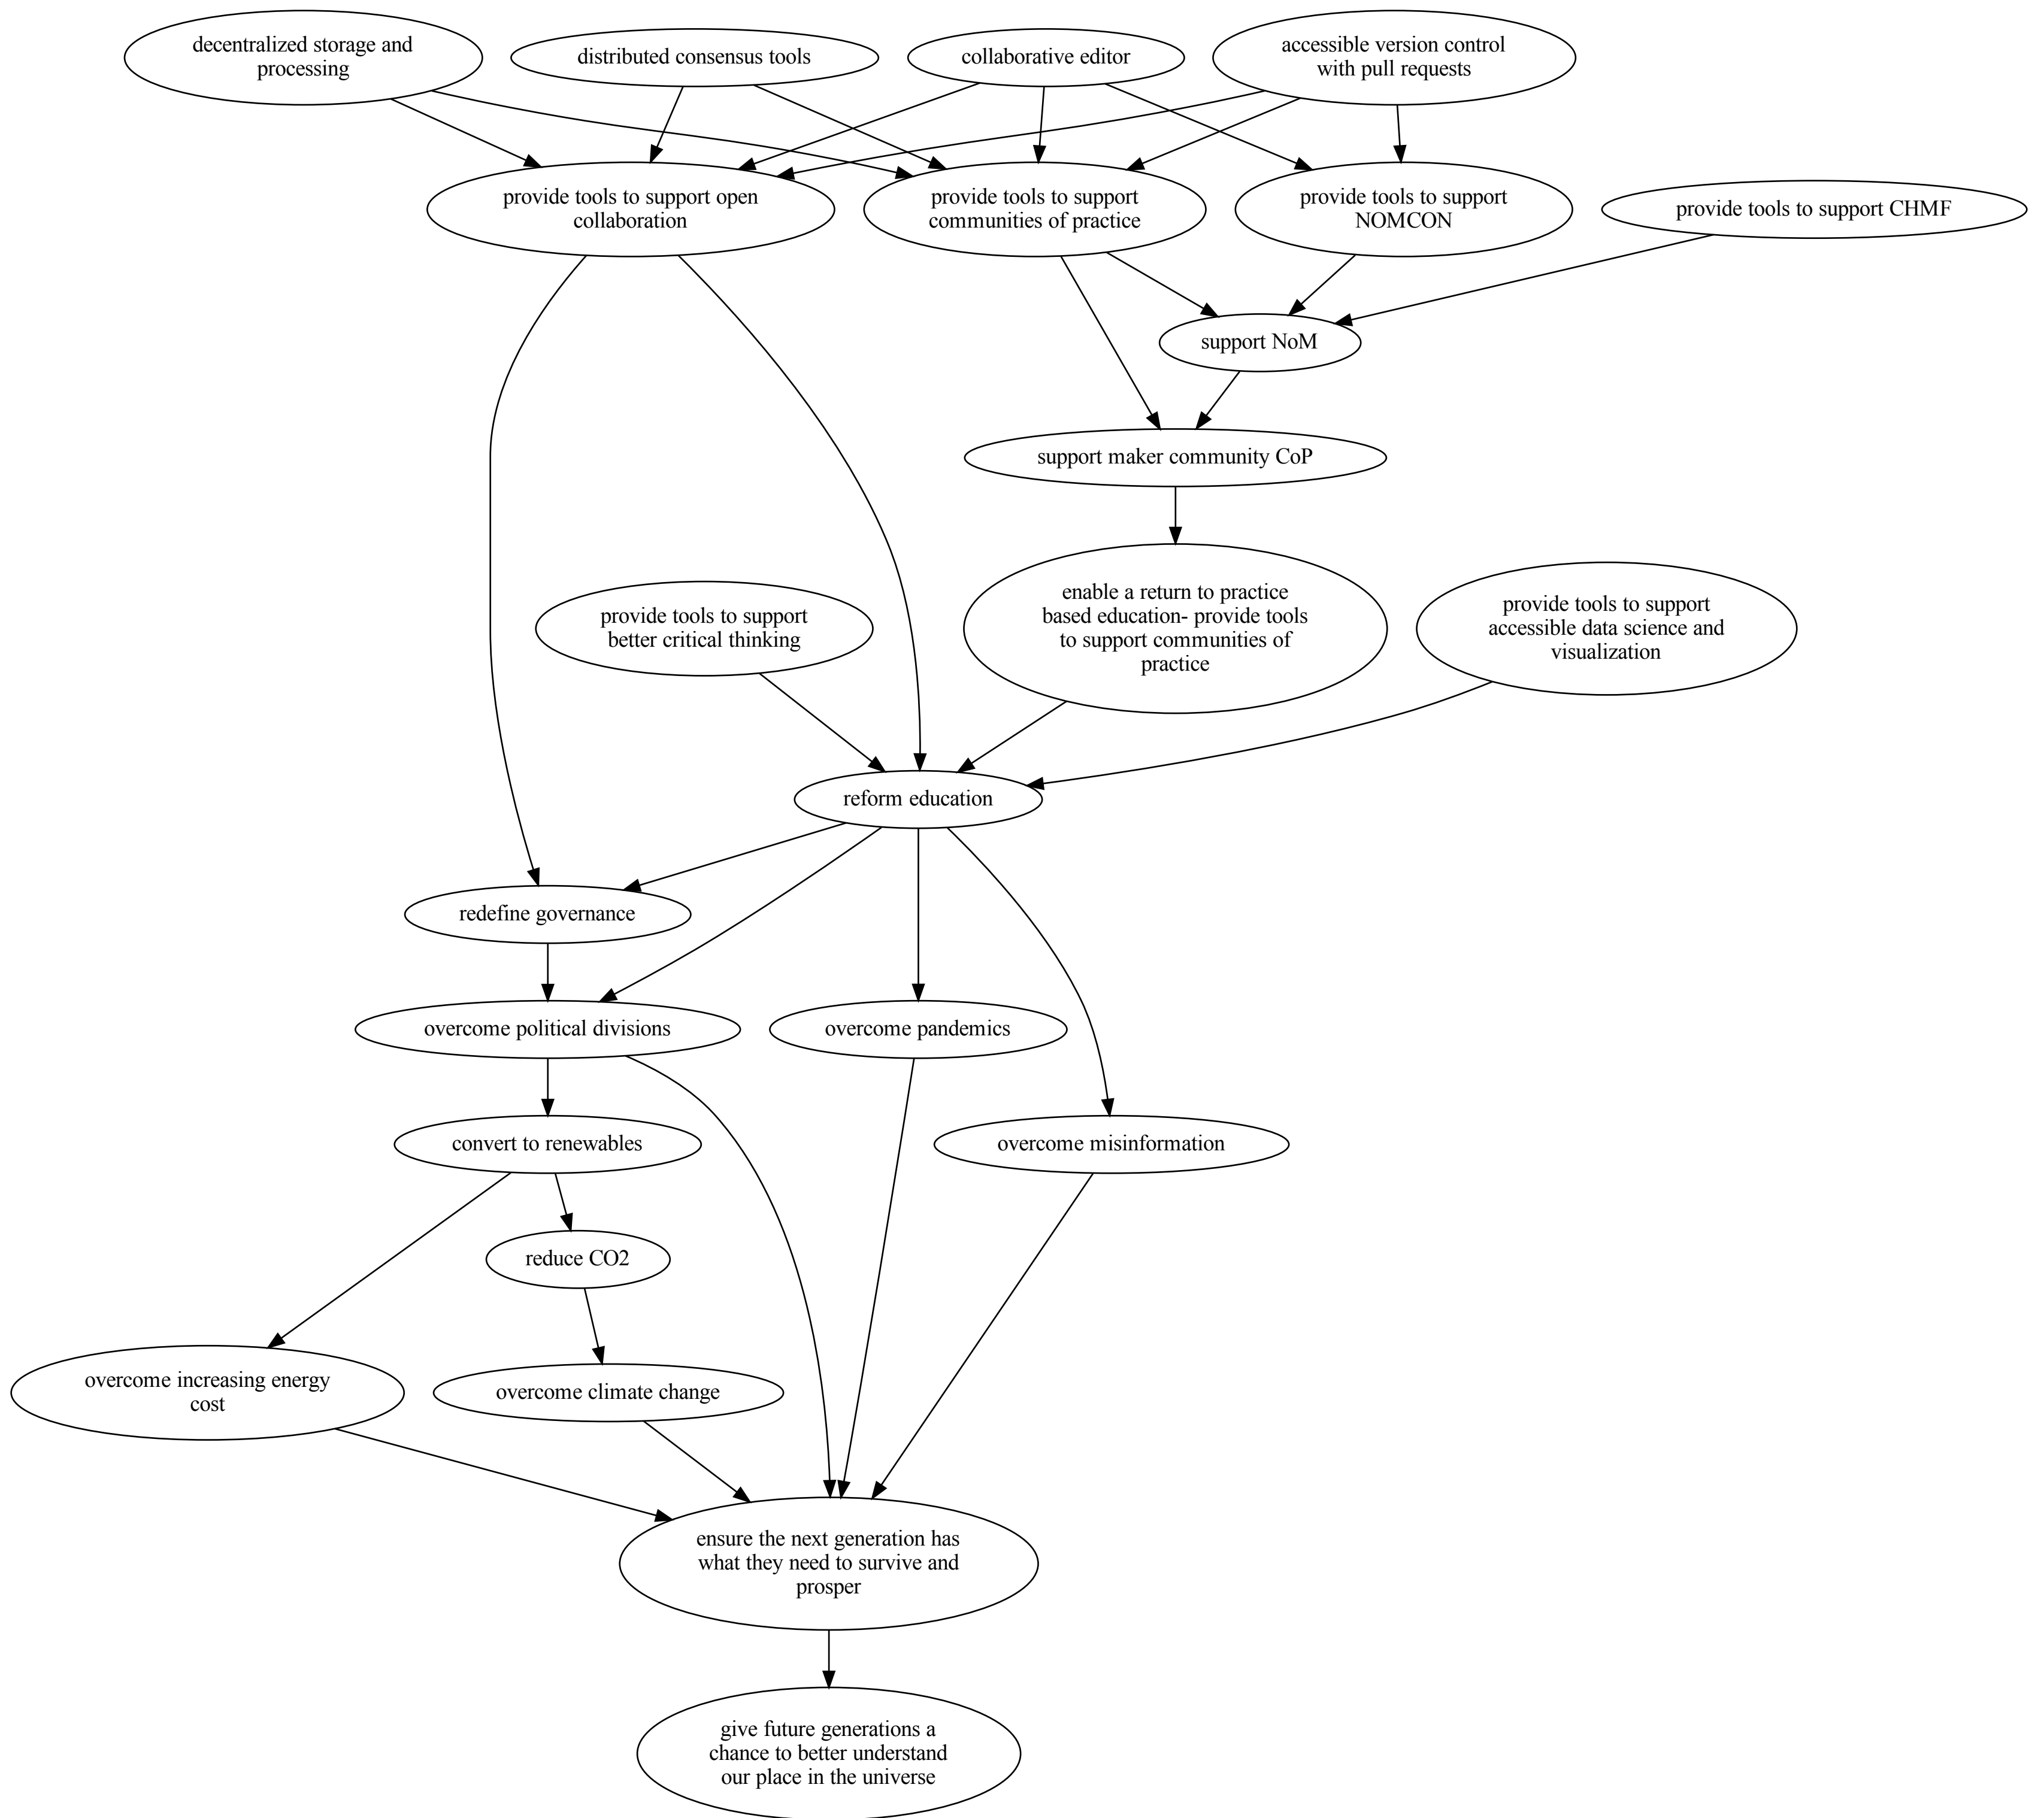 decentralized storage and
processing
distributed consensus tools
collaborative editor
accessible version control
with pull requests
provide tools to support open
collaboration
provide tools to support
communities of practice
provide tools to support
NOMCON
provide tools to support CHMF
support NoM
support maker community CoP
provide tools to support
better critical thinking
enable a return to practice
based education- provide tools
to support communities of
practice
provide tools to support
accessible data science and
visualization
reform education
redefine governance
overcome political divisions
overcome pandemics
convert to renewables
overcome misinformation
reduce CO2
overcome increasing energy
cost
overcome climate change
ensure the next generation has
what they need to survive and
prosper
give future generations a
chance to better understand
our place in the universe